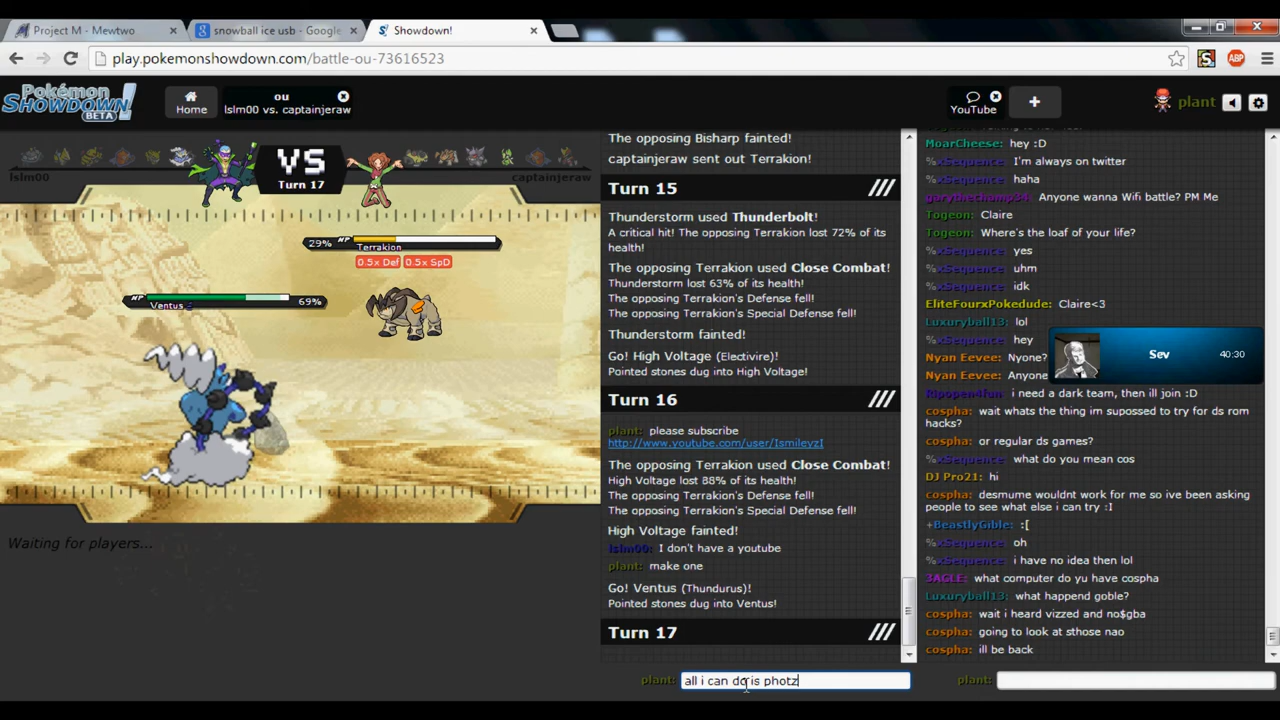 Project M - Mewtwo
snowball ice usb - Google
Showdown!
play.pokemonshowdown.com/battle-ou-73616523
ABP
Pokémon
SHOWDOWN!
BETA
Home
ou
lslm00 vs. captainjeraw
YouTube
plant
lslm00
VS
Turn 17
captainjeraw
29% HP
Terrakion
0.5x Def 0.5x SpD
HP 69%
Ventus
Waiting for players...
The opposing Bisharp fainted!
captainjeraw sent out Terrakion!
Turn 15
Thunderstorm used Thunderbolt!
A critical hit! The opposing Terrakion lost 72% of its
health!
The opposing Terrakion used Close Combat!
Thunderstorm lost 63% of its health!
The opposing Terrakion's Defense fell!
The opposing Terrakion's Special Defense fell!
Thunderstorm fainted!
Go! High Voltage (Electivire)!
Pointed stones dug into High Voltage!
Turn 16
plant: please subscribe
http://www.youtube.com/user/IsmileyzI
The opposing Terrakion used Close Combat!
High Voltage lost 88% of its health!
The opposing Terrakion's Defense fell!
The opposing Terrakion's Special Defense fell!
High Voltage fainted!
lslm00: I don't have a youtube
plant: make one
Go! Ventus (Thundurus)!
Pointed stones dug into Ventus!
Turn 17
plant: all i can do is photz
MoarCheese: hey :D
%xSequence: I'm always on twitter
%xSequence: haha
garythechamp34: Anyone wanna Wifi battle? PM Me
Togeon: Claire
Togeon: Where's the loaf of your life?
%xSequence: yes
%xSequence: uhm
%xSequence: idk
EliteFourxPokedude: Claire<3
Luxuryball13: lol
%xSequence: hey
Nyan Eevee: Nyone?
Nyan Eevee: Anyone
Sev
40:30
Ripopen4fun: i need a dark team, then ill join :D
cospha: wait whats the thing im supossed to try for ds rom
hacks?
cospha: or regular ds games?
%xSequence: what do you mean cos
DJ Pro21: hi
cospha: desmume wouldnt work for me so ive been asking
people to see what else i can try :I
+BeastlyGible: :[
%xSequence: oh
%xSequence: i have no idea then lol
3AGLE: what computer do yu have cospha
Luxuryball13: what happend goble?
cospha: wait i heard vizzed and no$gba
cospha: going to look at sthose nao
cospha: ill be back
plant: